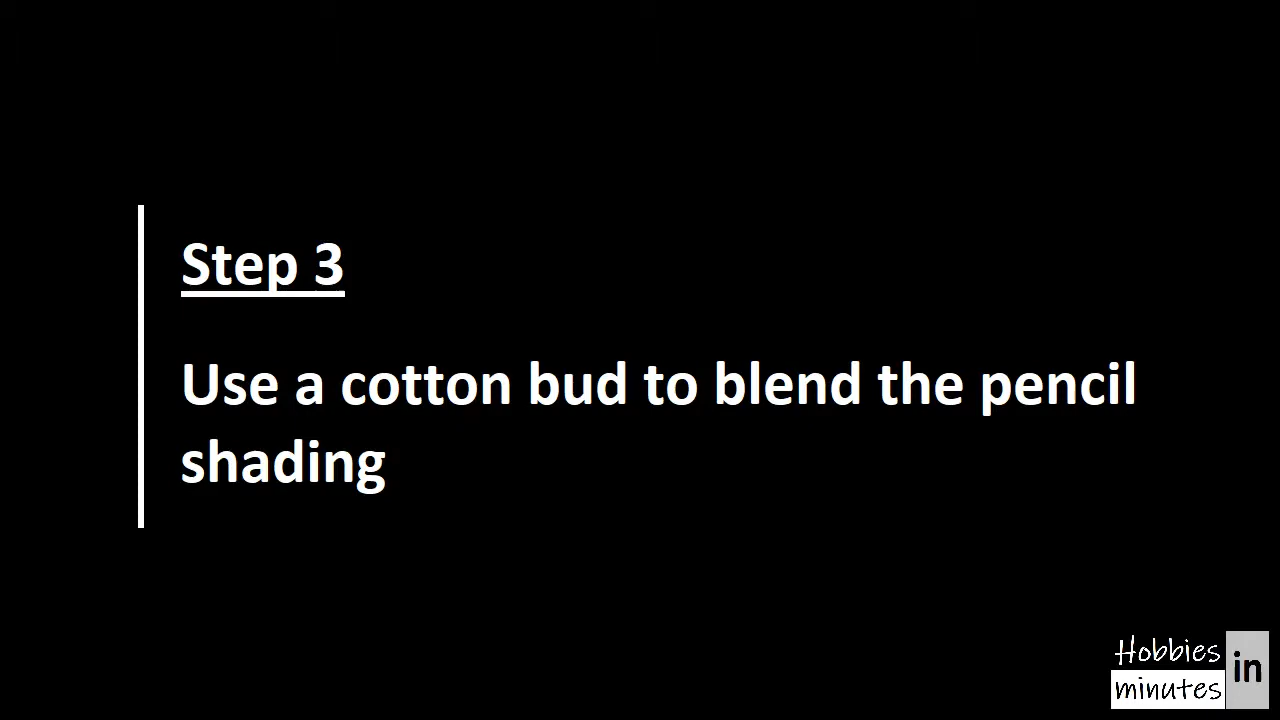 Step 3
Use a cotton bud to blend the pencil
shading
Hobbies in
minutes